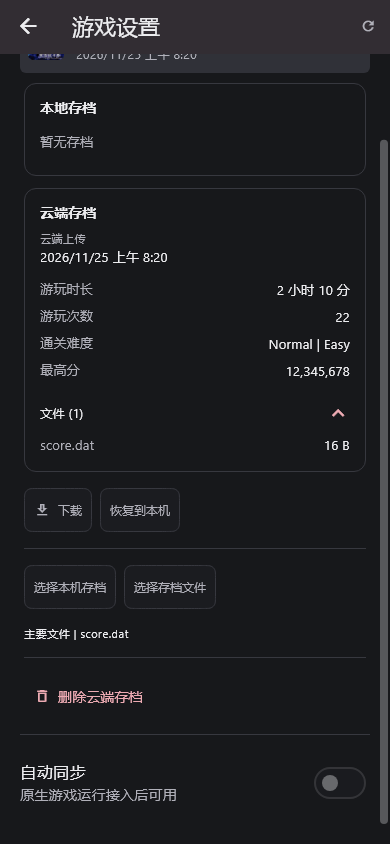 游戏设置
2026/11/25 上午 8:20
本地存档
暂无存档
云端存档
云端上传
2026/11/25 上午 8:20
游玩时长 2 小时 10 分
游玩次数 22
通关难度 Normal | Easy
最高分 12,345,678
文件 (1)
score.dat 16 B
下载 恢复到本机
选择本机存档 选择存档文件
主要文件 | score.dat
删除云端存档
自动同步
原生游戏运行接入后可用